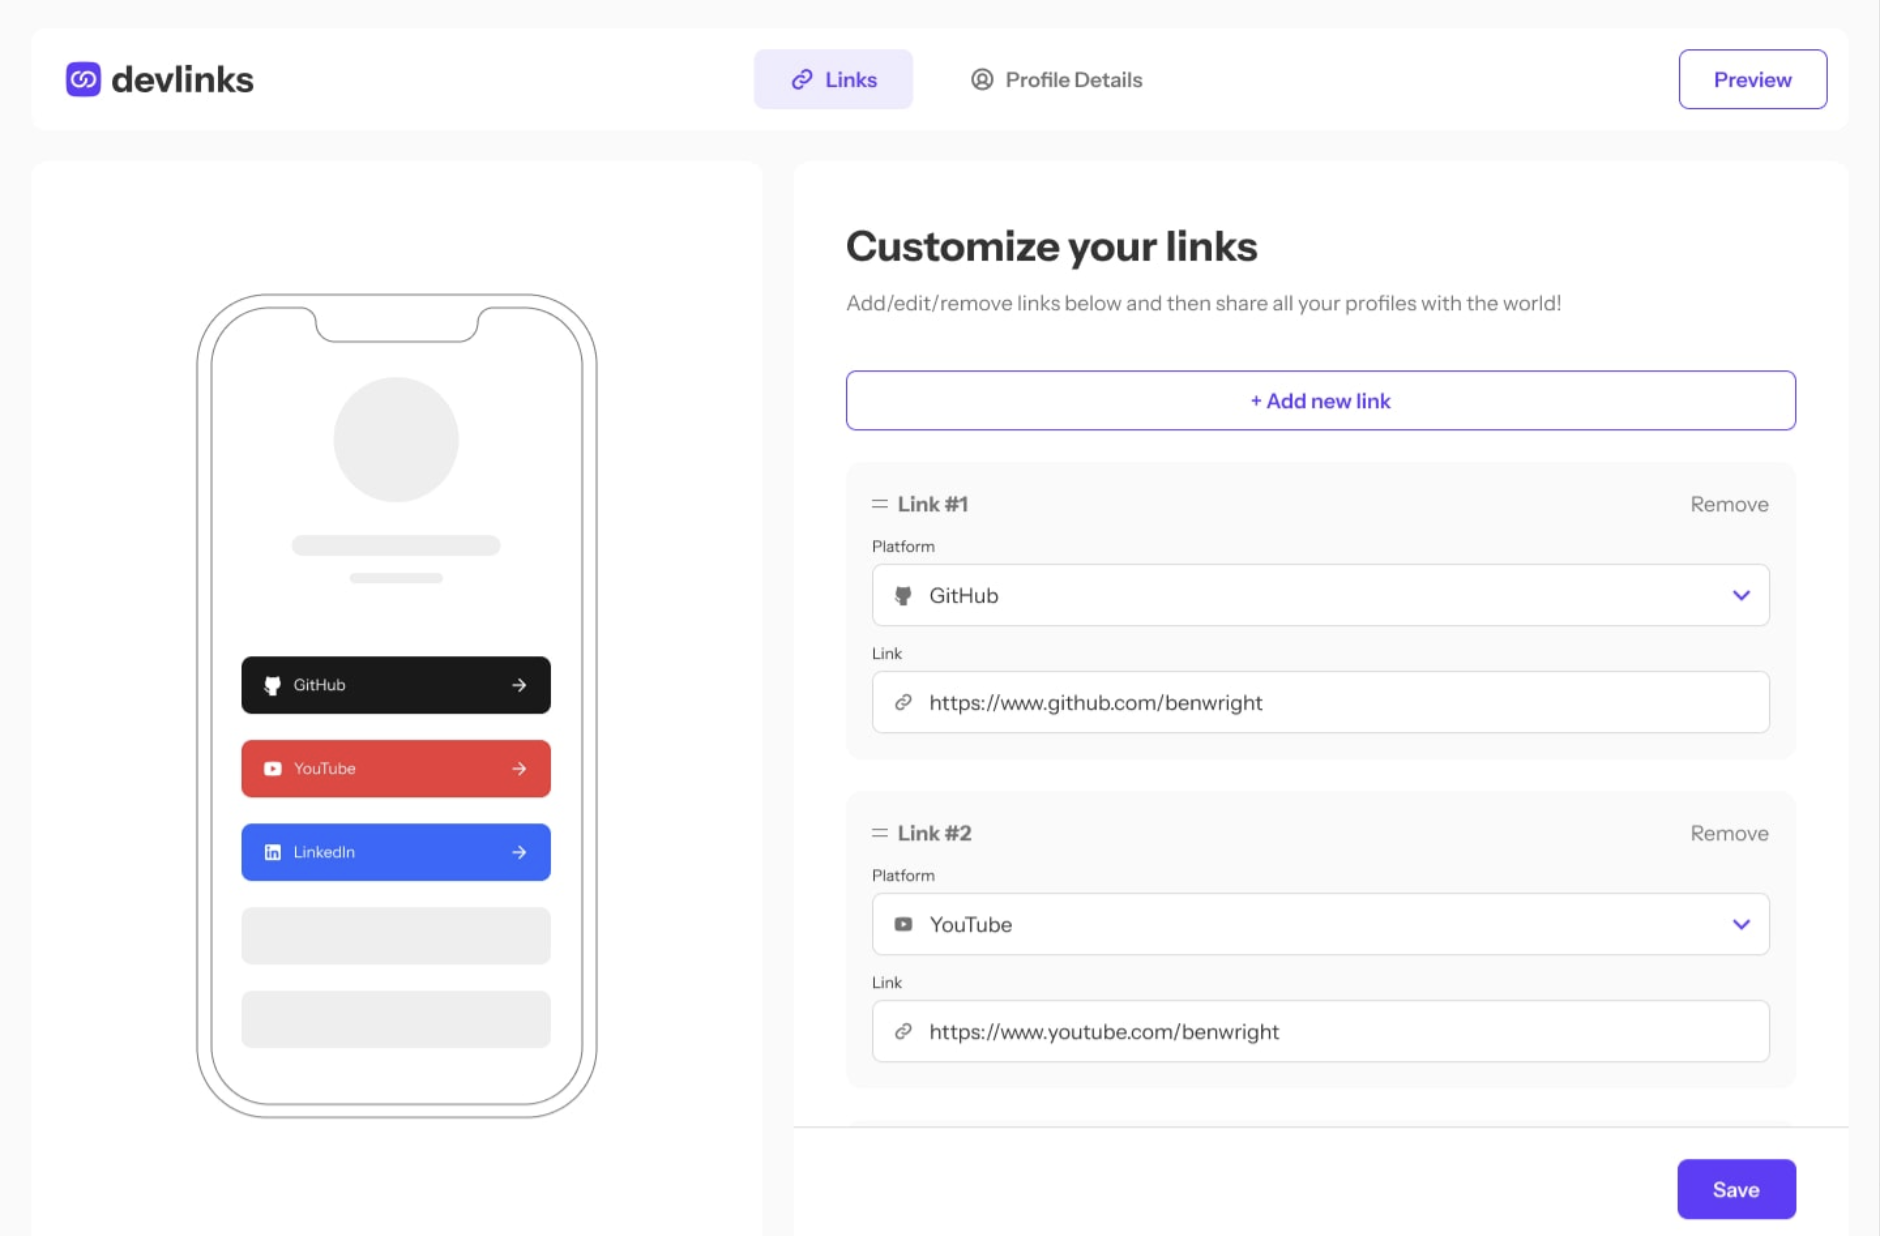 devlinks
Links
Profile Details
Preview
GitHub
YouTube
LinkedIn
Customize your links
Add/edit/remove links below and then share all your profiles with the world!
+ Add new link
Link #1
Remove
Platform
GitHub
Link
https://www.github.com/benwright
Link #2
Remove
Platform
YouTube
Link
https://www.youtube.com/benwright
Save